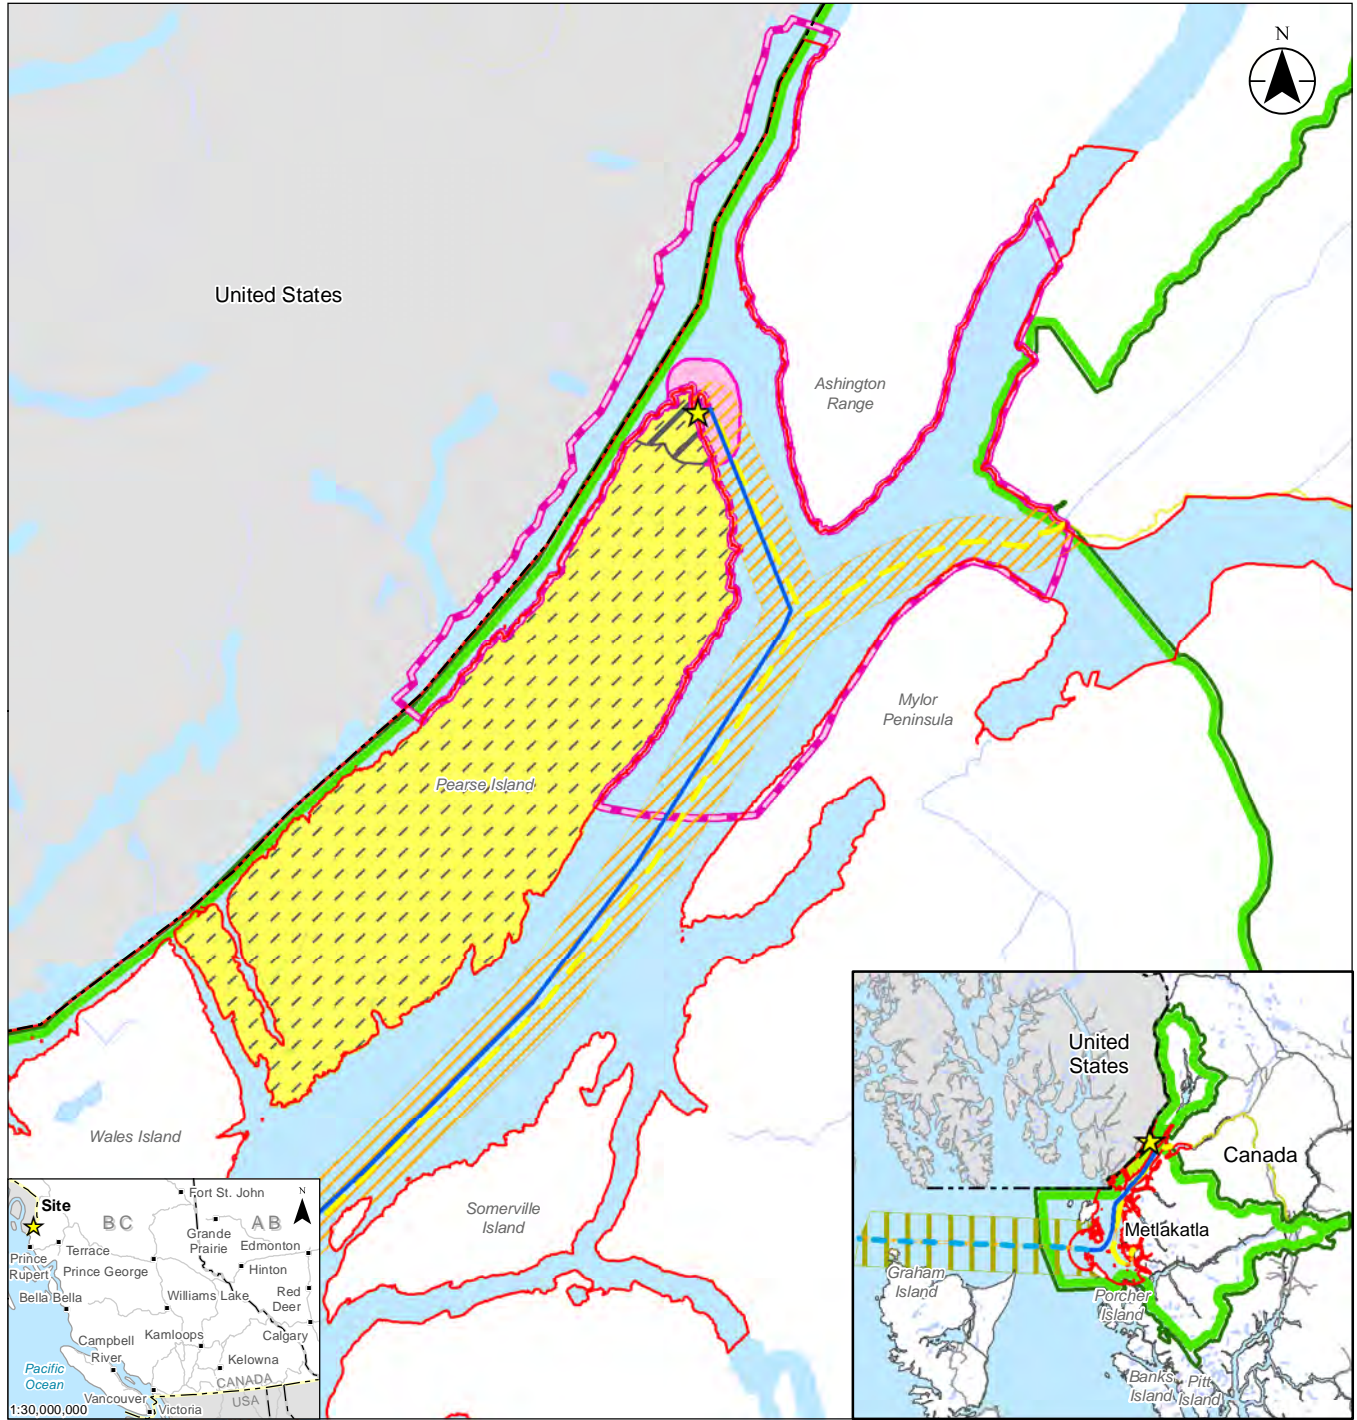 N
United States
Ashington
Range
Mylor
Peninsula
Pearse Island
Wales Island
Somerville
Island
N
Fort St. John
Site
BC
AB
Grande
Prairie
Edmonton
Terrace
Prince
Rupert
Prince George
Hinton
Bella Bella
Williams Lake
Red
Deer
Campbell
River
Kamloops
Calgary
Pacific
Ocean
Kelowna
CANADA
USA
Vancouver
Victoria
1:30,000,000
United
States
Canada
Metlakatla
Graham
Island
Porcher
Island
Banks
Island
Pitt
Island